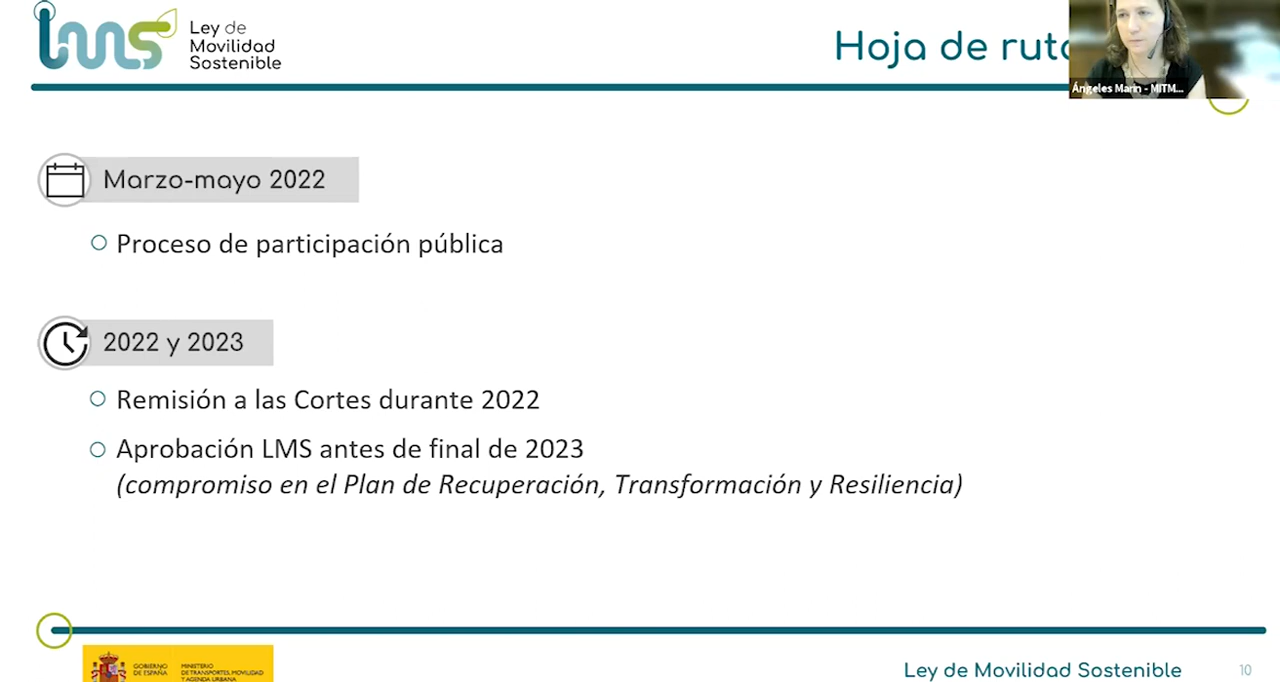 lms
Ley de
Movilidad
Sostenible
Hoja de ruta
Ángeles Marín - MITM...
Marzo-mayo 2022
Proceso de participación pública
2022 y 2023
Remisión a las Cortes durante 2022
Aprobación LMS antes de final de 2023
(compromiso en el Plan de Recuperación, Transformación y Resiliencia)
GOBIERNO
DE ESPAÑA
MINISTERIO
DE TRANSPORTES, MOVILIDAD
Y AGENDA URBANA
Ley de Movilidad Sostenible
10